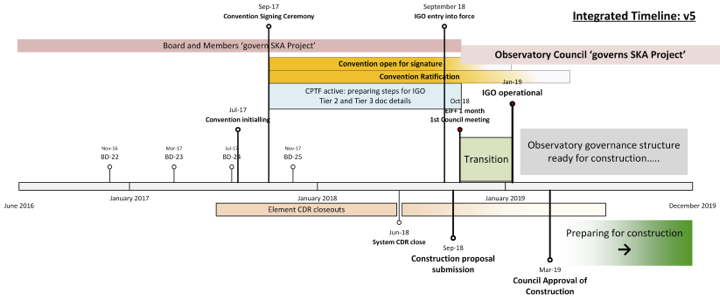 Sep-17
Convention Signing Ceremony
September 18
IGO entry into force
Integrated Timeline: v5
Board and Members 'govern SKA Project'
Observatory Council 'governs SKA Project'
Convention open for signature
Convention Ratification
CPTF active: preparing steps for IGO
Tier 2 and Tier 3 doc details
Jan-19
IGO operational
Oct 18
EiF+ 1 month
1st Council meeting
Jul-17
Convention initialling
Nov-16
BD-22
Mar-17
BD-23
Jul-17
BD-24
Nov-17
BD-25
Transition
Observatory governance structure
ready for construction.....
June 2016
January 2017
January 2018
January 2019
December 2019
Element CDR closeouts
Jun-18
System CDR close
Sep-18
Construction proposal
submission
Mar-19
Council Approval of
Construction
Preparing for construction
→